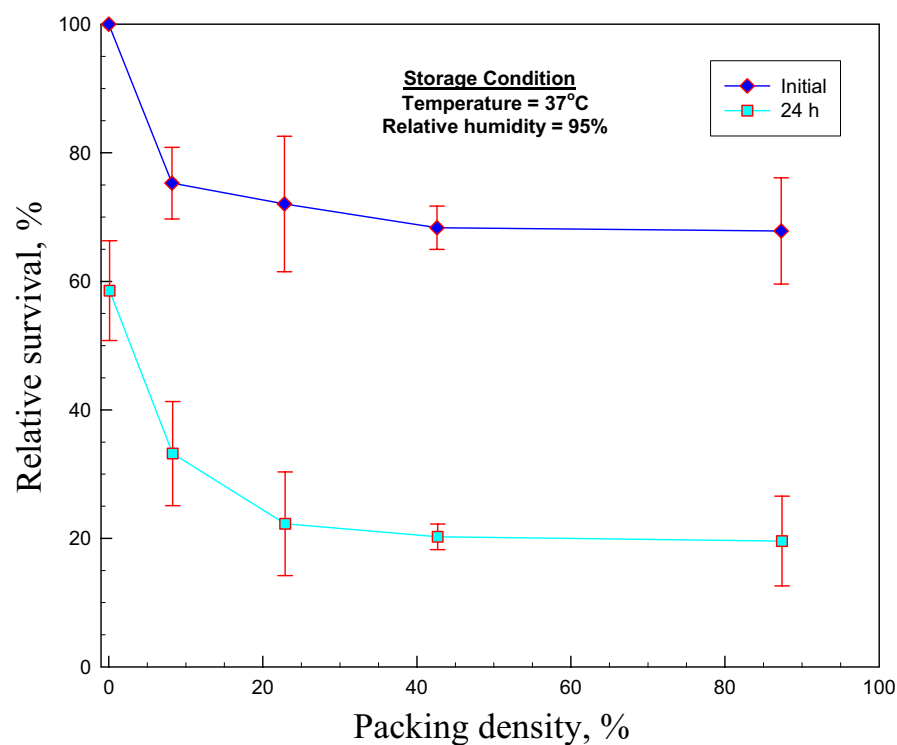 100
80
60
40
20
0
Relative survival, %
Storage Condition
Temperature = 37°C
Relative humidity = 95%
Initial
24 h
0
20
40
60
80
100
Packing density, %